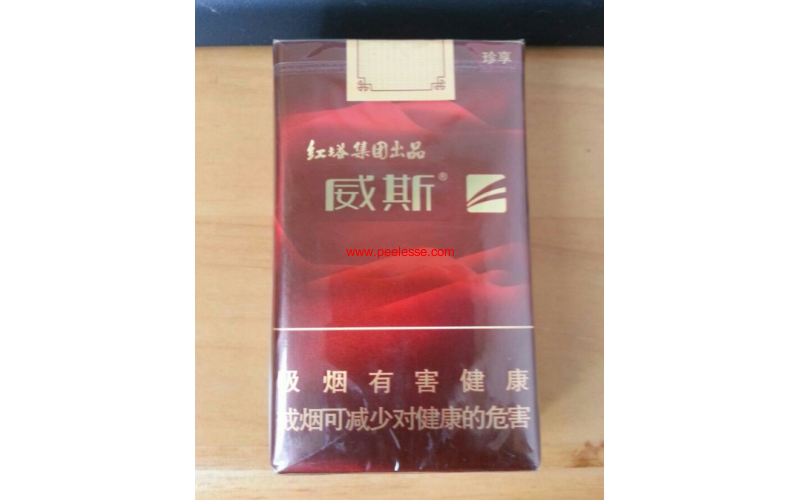 珍享
红塔集团出品
威斯®
www.peelesse.com
吸烟有害健康
戒烟可减少对健康的危害